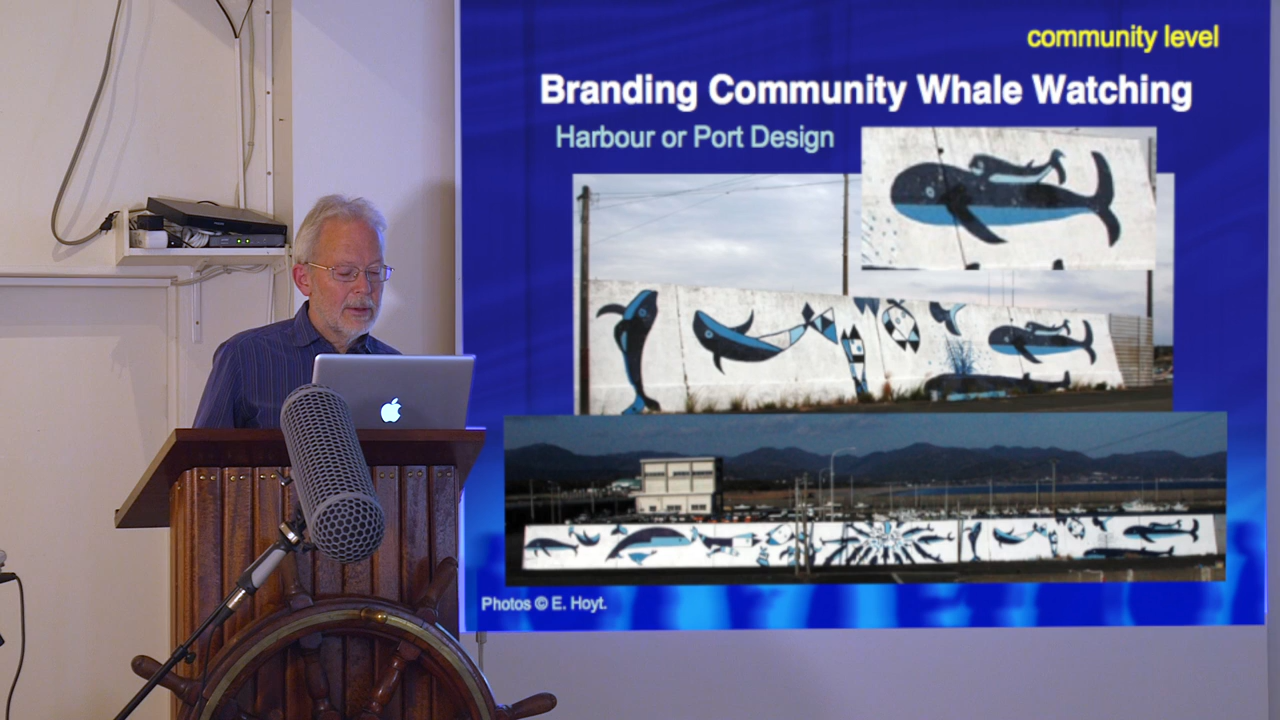 community level
Branding Community Whale Watching
Harbour or Port Design
Photos © E. Hoyt.